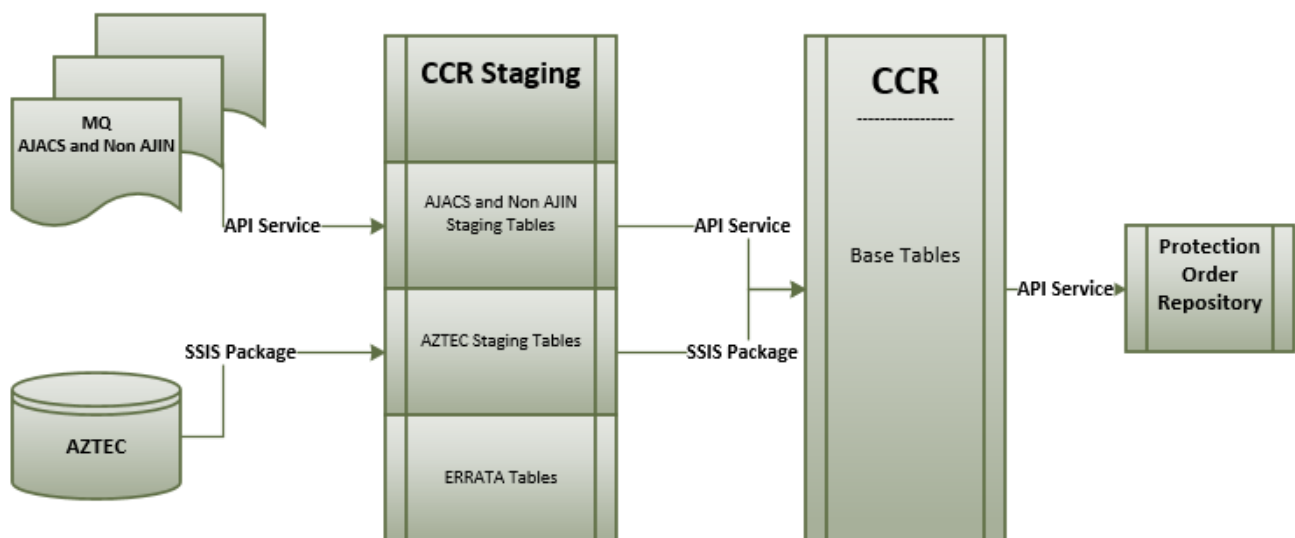 MQ
AJACS and Non AJIN
API Service
SSIS Package
AZTEC
CCR Staging
AJACS and Non AJIN
Staging Tables
AZTEC Staging Tables
ERRATA Tables
API Service
SSIS Package
CCR
-----------------
Base Tables
API Service
Protection
Order
Repository